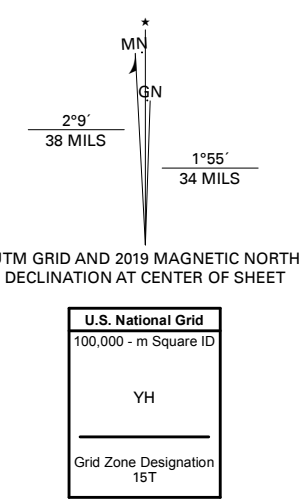 ★
MN
GN
2°9´
38 MILS
1°55´
34 MILS
UTM GRID AND 2019 MAGNETIC NORTH
DECLINATION AT CENTER OF SHEET
U.S. National Grid
100,000 - m Square ID
YH
Grid Zone Designation
15T